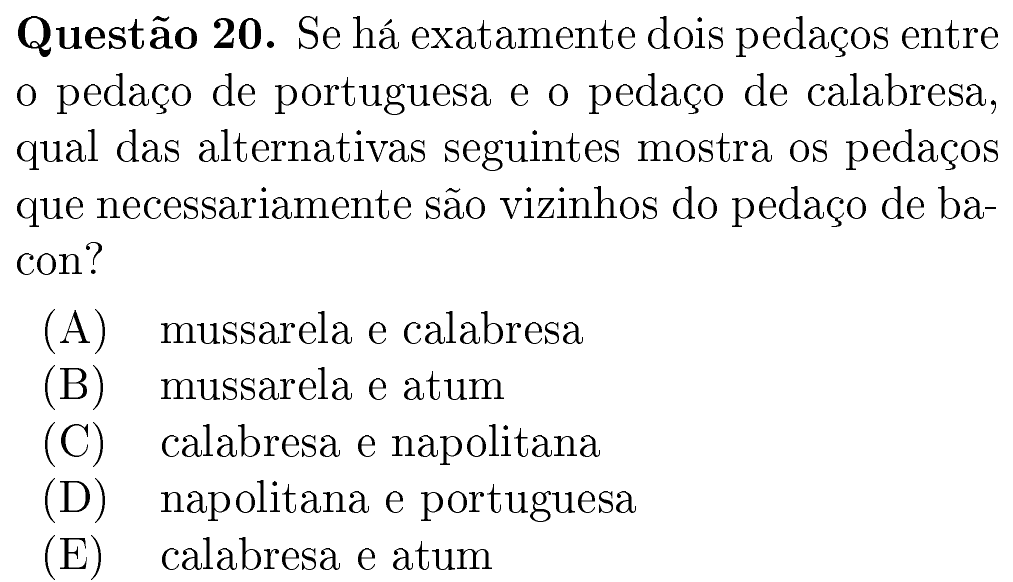 Questão 20. Se há exatamente dois pedaços entre
o pedaço de portuguesa e o pedaço de calabresa,
qual das alternativas seguintes mostra os pedaços
que necessariamente são vizinhos do pedaço de ba-
con?
(A) mussarela e calabresa
(B) mussarela e atum
(C) calabresa e napolitana
(D) napolitana e portuguesa
(E) calabresa e atum